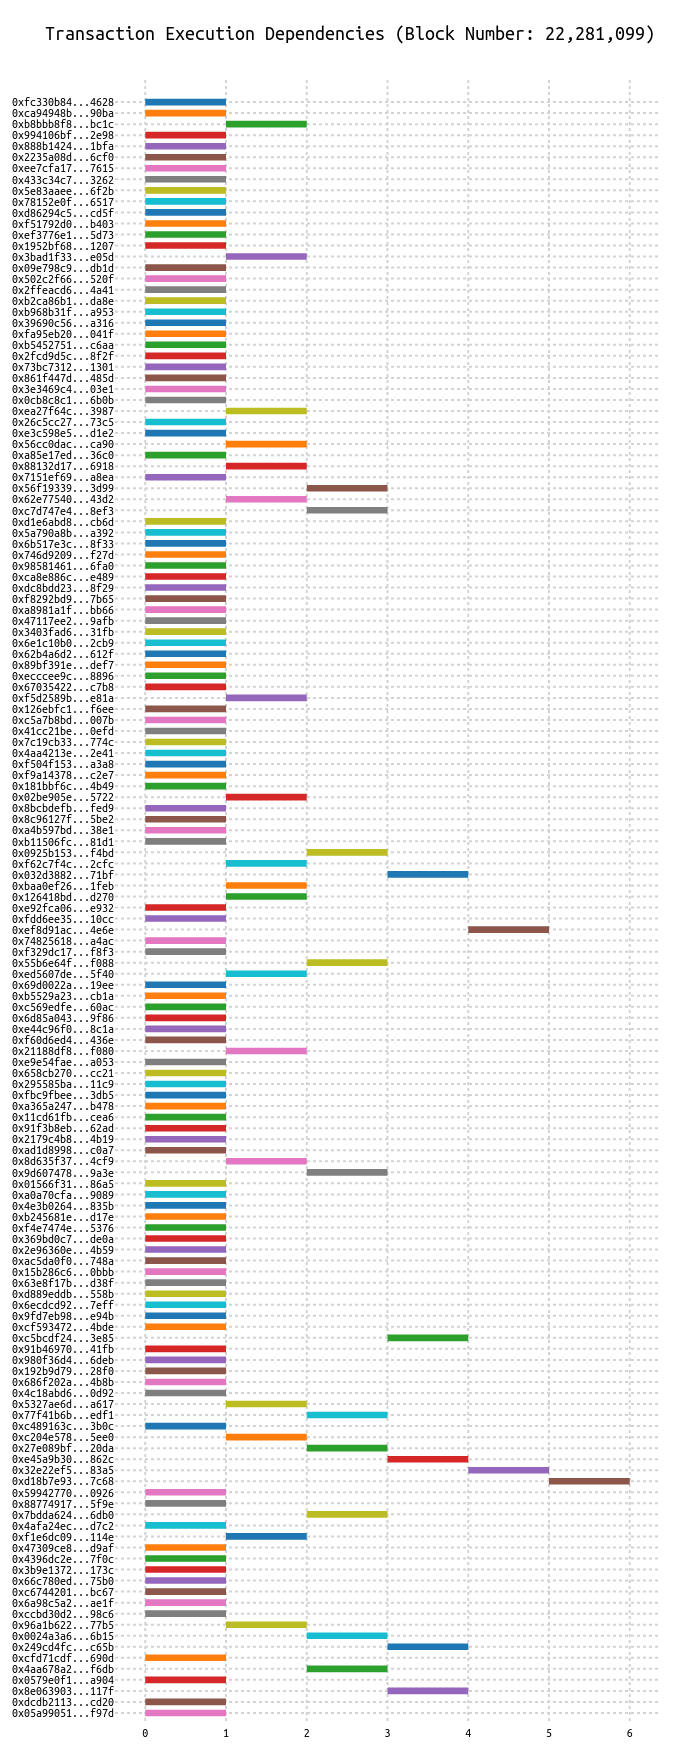 Transaction Execution Dependencies (Block Number: 22,281,099)
0xfc330b84...4628
0xca94948b...90ba
0xb8bbb8f8...bc1c
0x994106bf...2e98
0x888b1424...1bfa
0x2235a08d...6cf0
0xee7cfa17...7615
0x433c34c7...3262
0x5e83aaee...6f2b
0x78152e0f...6517
0xd86294c5...cd5f
0xf51792d0...b403
0xef3776e1...5d73
0x1952bf68...1207
0x3bad1f33...e05d
0x09e798c9...db1d
0x502c2f66...520f
0x2ffeacd6...4a41
0xb2ca86b1...da8e
0xb968b31f...a953
0x39690c56...a316
0xfa95eb20...041f
0xb5452751...c6aa
0x2fcd9d5c...8f2f
0x73bc7312...1301
0x861f447d...485d
0x3e3469c4...03e1
0x0cb8c8c1...6b0b
0xea27f64c...3987
0x26c5cc27...73c5
0xe3c598e5...d1e2
0x56cc0dac...ca90
0xa85e17ed...36c0
0x88132d17...6918
0x7151ef69...a8ea
0x56f19339...3d99
0x62e77540...43d2
0xc7d747e4...8ef3
0xd1e6abd8...cb6d
0x5a790a8b...a392
0x6b517e3c...8f33
0x746d9209...f27d
0x98581461...6fa0
0xca8e886c...e489
0xdc8bdd23...8f29
0xf8292bd9...7b65
0xa8981a1f...bb66
0x47117ee2...9afb
0x3403fad6...31fb
0x6e1c10b0...2cb9
0x62b4a6d2...612f
0x89bf391e...def7
0xecccee9c...8896
0x67035422...c7b8
0xf5d2589b...e81a
0x126ebfc1...f6ee
0xc5a7b8bd...007b
0x41cc21be...0efd
0x7c19cb33...774c
0x4aa4213e...2e41
0xf504f153...a3a8
0xf9a14378...c2e7
0x181bbf6c...4b49
0x02be905e...5722
0x8bcbdefb...fed9
0x8c96127f...5be2
0xa4b597bd...38e1
0xb11506fc...81d1
0x0925b153...f4bd
0xf62c7f4c...2cfc
0x032d3882...71bf
0xbaa0ef26...1feb
0x126418bd...d270
0xe92fca06...e932
0xfdd6ee35...10cc
0xef8d91ac...4e6e
0x74825618...a4ac
0xf329dc17...f8f3
0x55b6e64f...f088
0xed5607de...5f40
0x69d0022a...19ee
0xb5529a23...cb1a
0xc569edfe...60ac
0x6d85a043...9f86
0xe44c96f0...8c1a
0xf60d6ed4...436e
0x21188df8...f080
0xe9e54fae...a053
0x658cb270...cc21
0x295585ba...11c9
0xfbc9fbee...3db5
0xa365a247...b478
0x11cd61fb...cea6
0x91f3b8eb...62ad
0x2179c4b8...4b19
0xad1d8998...c0a7
0x8d635f37...4cf9
0x9d607478...9a3e
0x01566f31...86a5
0xa0a70cfa...9089
0x4e3b0264...835b
0xb245681e...d17e
0xf4e7474e...5376
0x369bd0c7...de0a
0x2e96360e...4b59
0xac5da0f0...748a
0x15b286c6...0bbb
0x63e8f17b...d38f
0xd889eddb...558b
0x6ecdcd92...7eff
0x9fd7eb98...e94b
0xcf593472...4bde
0xc5bcdf24...3e85
0x91b46970...41fb
0x980f36d4...6deb
0x192b9d79...28f0
0x686f202a...4b8b
0x4c18abd6...0d92
0x5327ae6d...a617
0x77f41b6b...edf1
0xc489163c...3b0c
0xc204e578...5ee0
0x27e089bf...20da
0xe45a9b30...862c
0x32e22ef5...83a5
0xd18b7e93...7c68
0x59942770...0926
0x88774917...5f9e
0x7bdda624...6db0
0x4afa24ec...d7c2
0xf1e6dc09...114e
0x47309ce8...d9af
0x4396dc2e...7f0c
0x3b9e1372...173c
0x66c780ed...75b0
0xc6744201...bc67
0x6a98c5a2...ae1f
0xccbd30d2...98c6
0x96a1b622...77b5
0x0024a3a6...6b15
0x249cd4fc...c65b
0xcfd71cdf...690d
0x4aa678a2...f6db
0x0579e0f1...a904
0x8e063903...117f
0xdcdb2113...cd20
0x05a99051...f97d
0 1 2 3 4 5 6